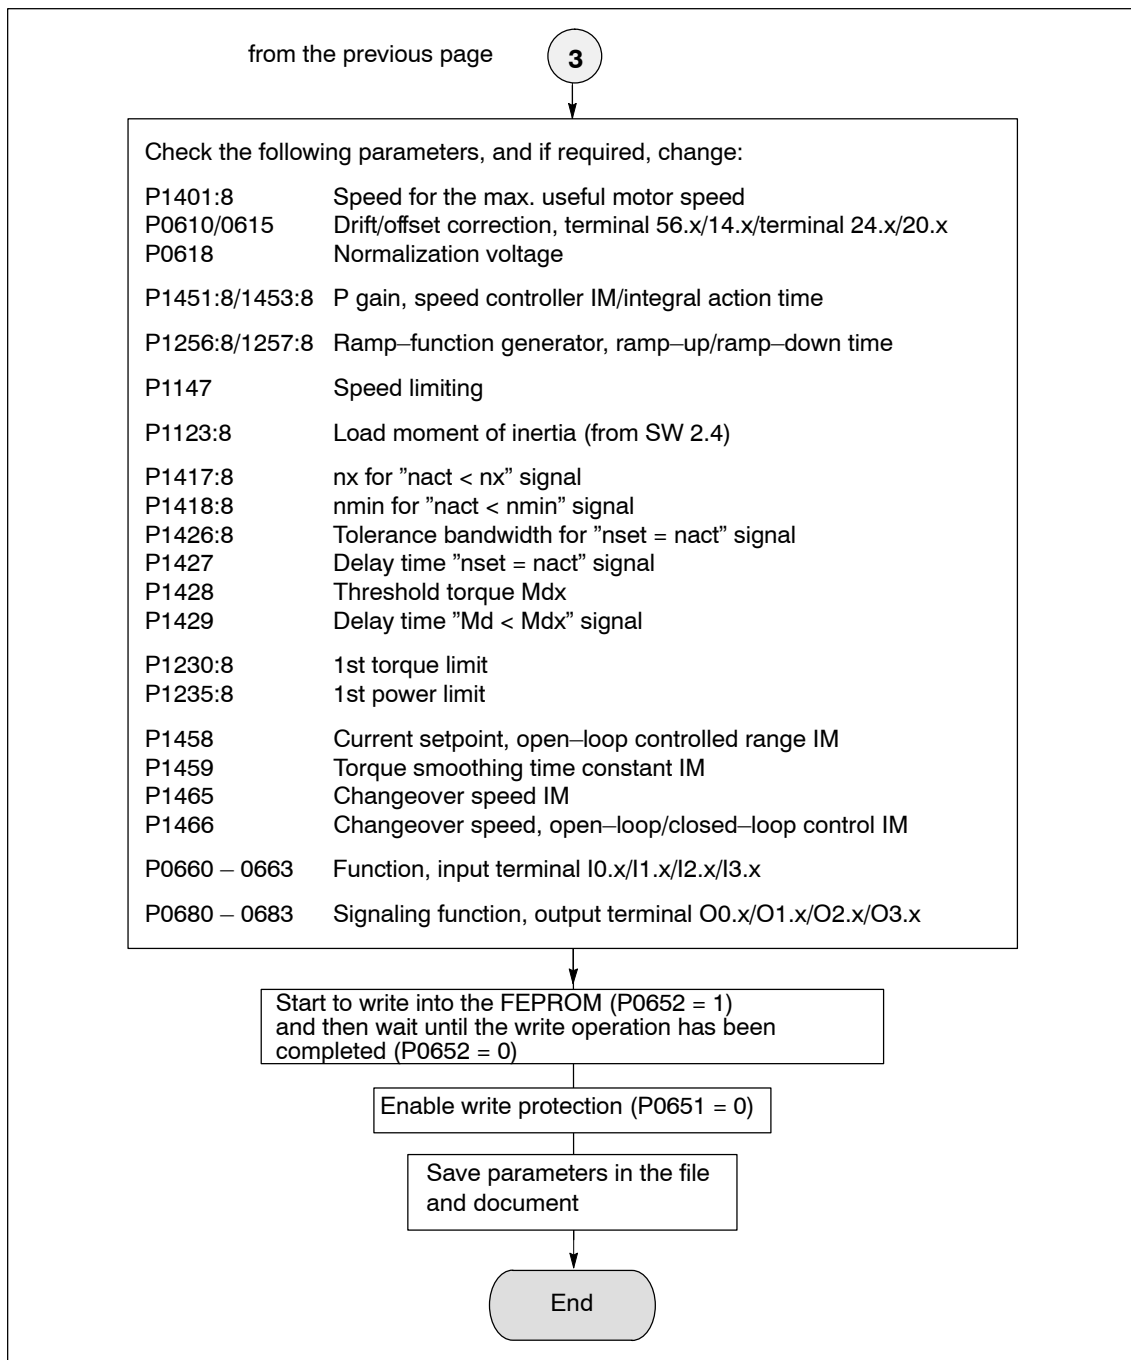 from the previous page 3
Check the following parameters, and if required, change:
P1401:8 Speed for the max. useful motor speed
P0610/0615 Drift/offset correction, terminal 56.x/14.x/terminal 24.x/20.x
P0618 Normalization voltage
P1451:8/1453:8 P gain, speed controller IM/integral action time
P1256:8/1257:8 Ramp–function generator, ramp–up/ramp–down time
P1147 Speed limiting
P1123:8 Load moment of inertia (from SW 2.4)
P1417:8 nx for ”nact < nx” signal
P1418:8 nmin for ”nact < nmin” signal
P1426:8 Tolerance bandwidth for ”nset = nact” signal
P1427 Delay time ”nset = nact” signal
P1428 Threshold torque Mdx
P1429 Delay time ”Md < Mdx” signal
P1230:8 1st torque limit
P1235:8 1st power limit
P1458 Current setpoint, open–loop controlled range IM
P1459 Torque smoothing time constant IM
P1465 Changeover speed IM
P1466 Changeover speed, open–loop/closed–loop control IM
P0660 – 0663 Function, input terminal I0.x/I1.x/I2.x/I3.x
P0680 – 0683 Signaling function, output terminal O0.x/O1.x/O2.x/O3.x
Start to write into the FEPROM (P0652 = 1)
and then wait until the write operation has been
completed (P0652 = 0)
Enable write protection (P0651 = 0)
Save parameters in the file
and document
End